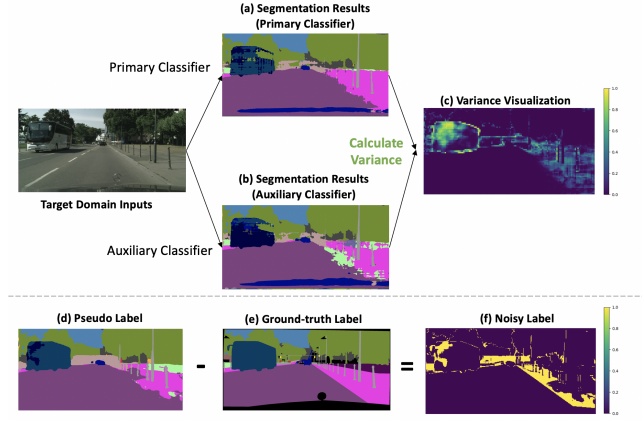 (a) Segmentation Results
(Primary Classifier)
Primary Classifier
(c) Variance Visualization
1.0
0.8
0.6
0.4
0.2
0.0
Calculate
Variance
Target Domain Inputs
(b) Segmentation Results
(Auxiliary Classifier)
Auxiliary Classifier
(d) Pseudo Label
(e) Ground-truth Label
(f) Noisy Label
- =
1.0
0.8
0.6
0.4
0.2
0.0